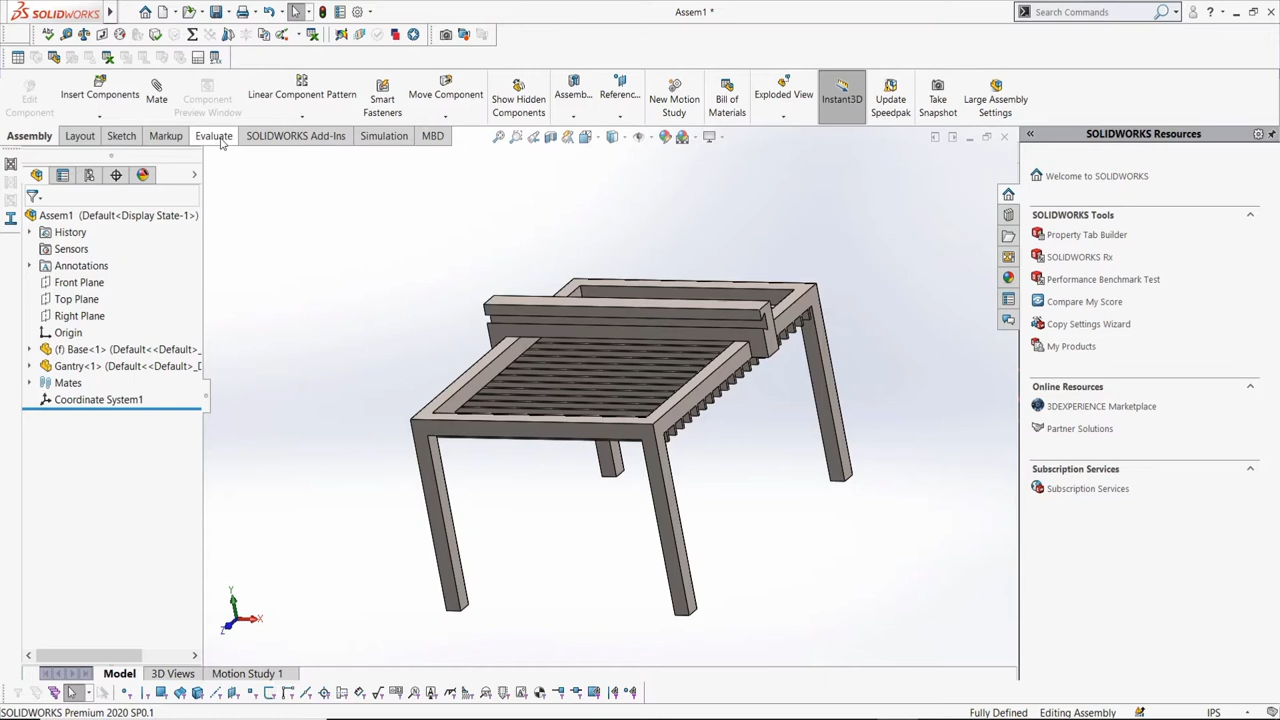 SOLIDWORKS
Assem1 *
Search Commands
Edit Component
Insert Components
Mate
Component Preview Window
Linear Component Pattern
Smart Fasteners
Move Component
Show Hidden Components
Assemb...
Referenc...
New Motion Study
Bill of Materials
Exploded View
Instant3D
Update Speedpak
Take Snapshot
Large Assembly Settings
Assembly
Layout
Sketch
Markup
Evaluate
SOLIDWORKS Add-Ins
Simulation
MBD
Assem1 (Default<Display State-1>)
History
Sensors
Annotations
Front Plane
Top Plane
Right Plane
Origin
(f) Base<1> (Default<<Default>_
Gantry<1> (Default<<Default>_D
Mates
Coordinate System1
Y
X
Z
SOLIDWORKS Resources
Welcome to SOLIDWORKS
SOLIDWORKS Tools
Property Tab Builder
SOLIDWORKS Rx
Performance Benchmark Test
Compare My Score
Copy Settings Wizard
My Products
Online Resources
3DEXPERIENCE Marketplace
Partner Solutions
Subscription Services
Subscription Services
Model
3D Views
Motion Study 1
SOLIDWORKS Premium 2020 SP0.1
Fully Defined
Editing Assembly
IPS